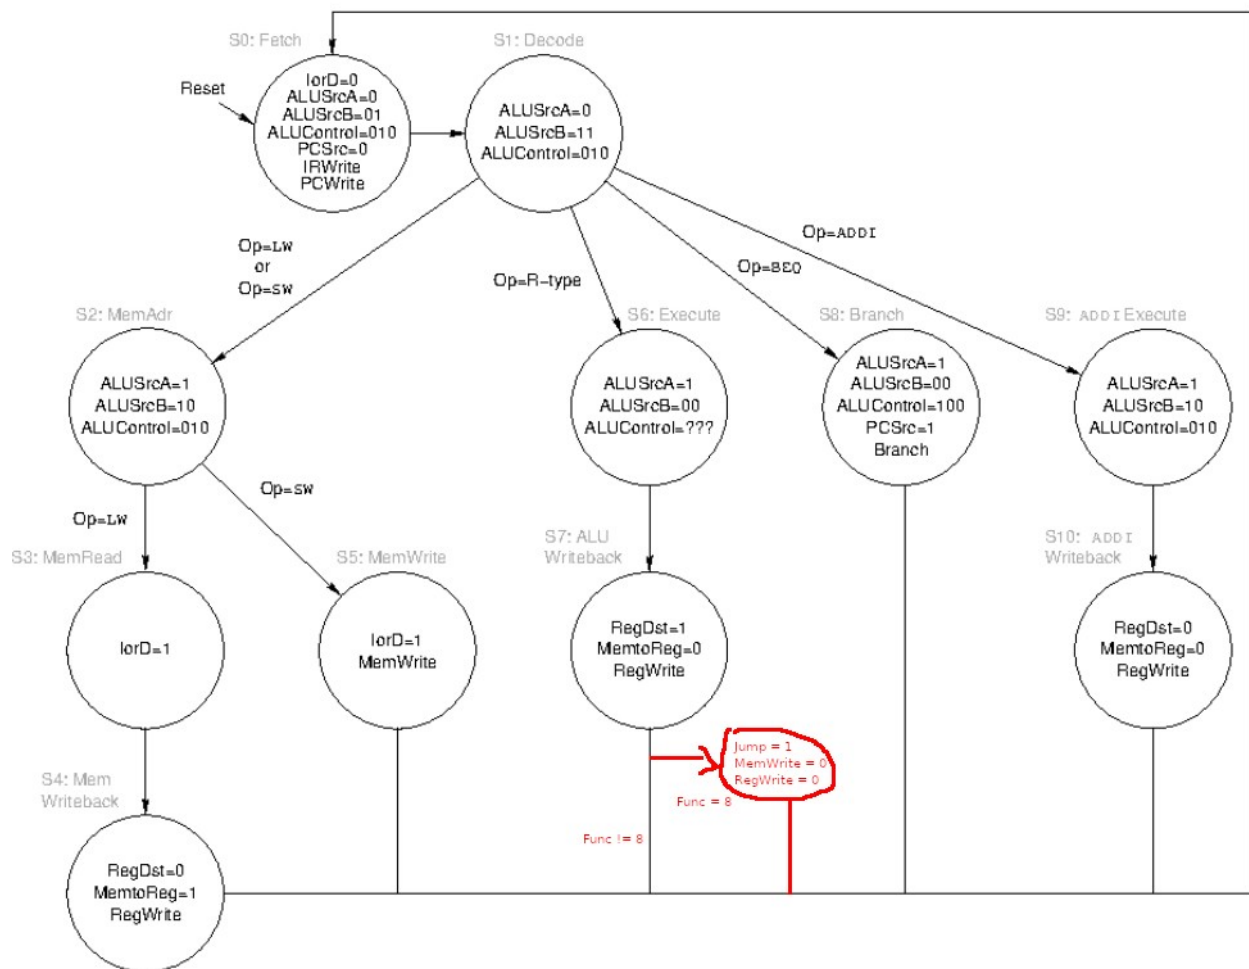 S0: Fetch
S1: Decode
Reset
IorD=0
ALUSrcA=0
ALUSrcB=01
ALUControl=010
PCSrc=0
IRWrite
PCWrite
ALUSrcA=0
ALUSrcB=11
ALUControl=010
Op=LW
or
Op=SW
Op=R-type
Op=BEQ
Op=ADDI
S2: MemAdr
S6: Execute
S8: Branch
S9: ADDI Execute
ALUSrcA=1
ALUSrcB=10
ALUControl=010
ALUSrcA=1
ALUSrcB=00
ALUControl=???
ALUSrcA=1
ALUSrcB=00
ALUControl=100
PCSrc=1
Branch
ALUSrcA=1
ALUSrcB=10
ALUControl=010
Op=LW
Op=SW
S3: MemRead
S5: MemWrite
S7: ALU
Writeback
S10: ADDI
Writeback
IorD=1
IorD=1
MemWrite
RegDst=1
MemtoReg=0
RegWrite
RegDst=0
MemtoReg=0
RegWrite
Jump = 1
MemWrite = 0
RegWrite = 0
Func = 8
Func != 8
S4: Mem
Writeback
RegDst=0
MemtoReg=1
RegWrite